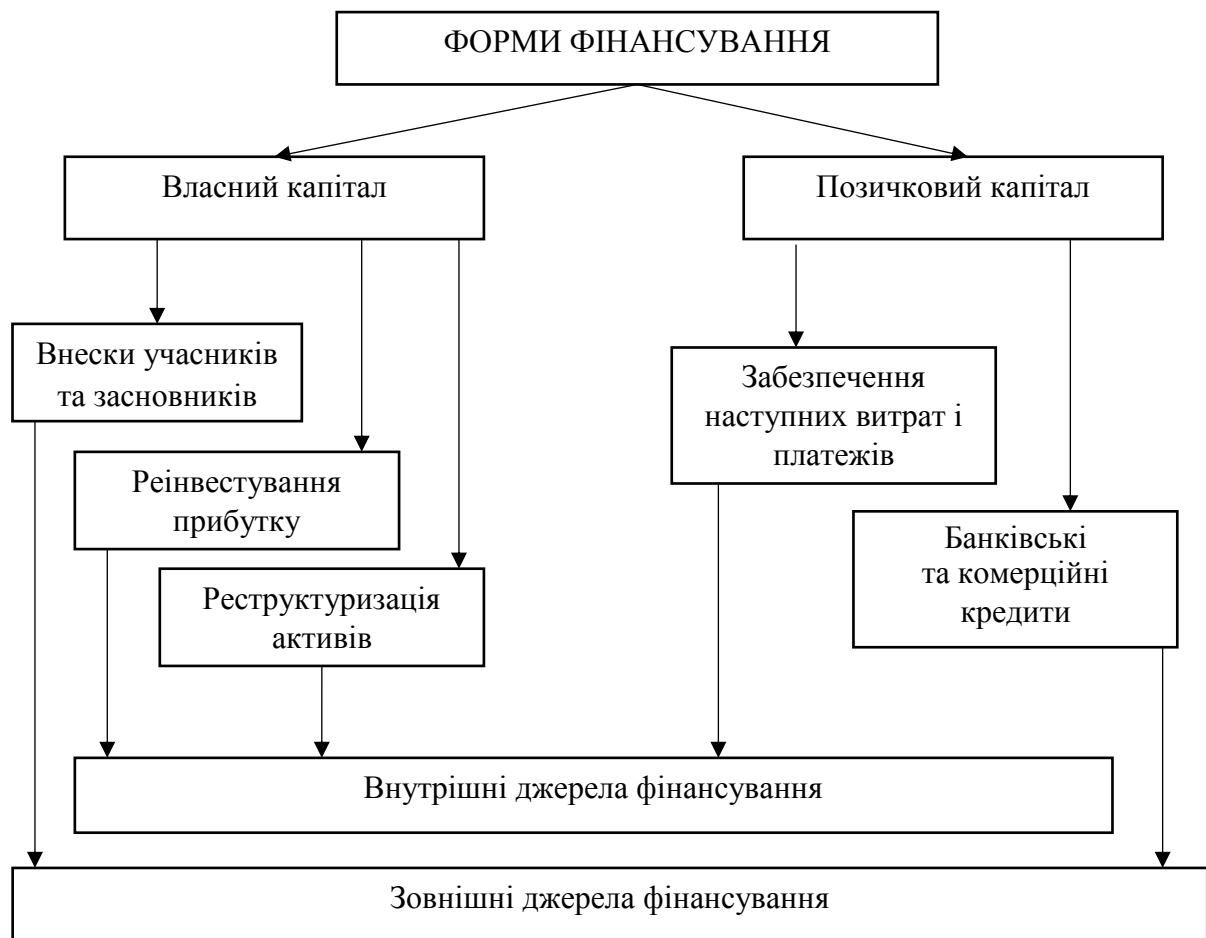 ФОРМИ ФІНАНСУВАННЯ
Власний капітал
Позичковий капітал
Внески учасників
та засновників
Забезпечення
наступних витрат і
платежів
Реінвестування
прибутку
Банківські
та комерційні
кредити
Реструктуризація
активів
Внутрішні джерела фінансування
Зовнішні джерела фінансування